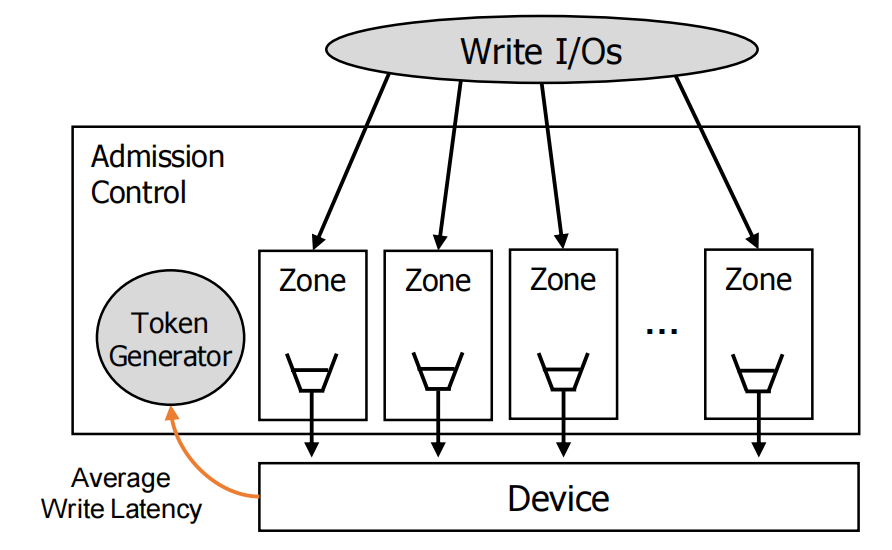 Write I/Os
Admission
Control
Zone
Zone
Zone
Zone
...
Token
Generator
Average
Write Latency
Device